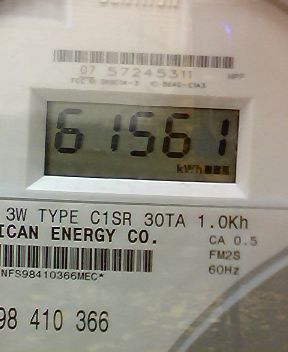 07 57245311 HPF
61561
kWh
3W TYPE C1SR 30TA 1.0Kh
ICAN ENERGY CO.
CA 0.5
FM2S
60Hz
NFS98410366MEC*
98 410 366